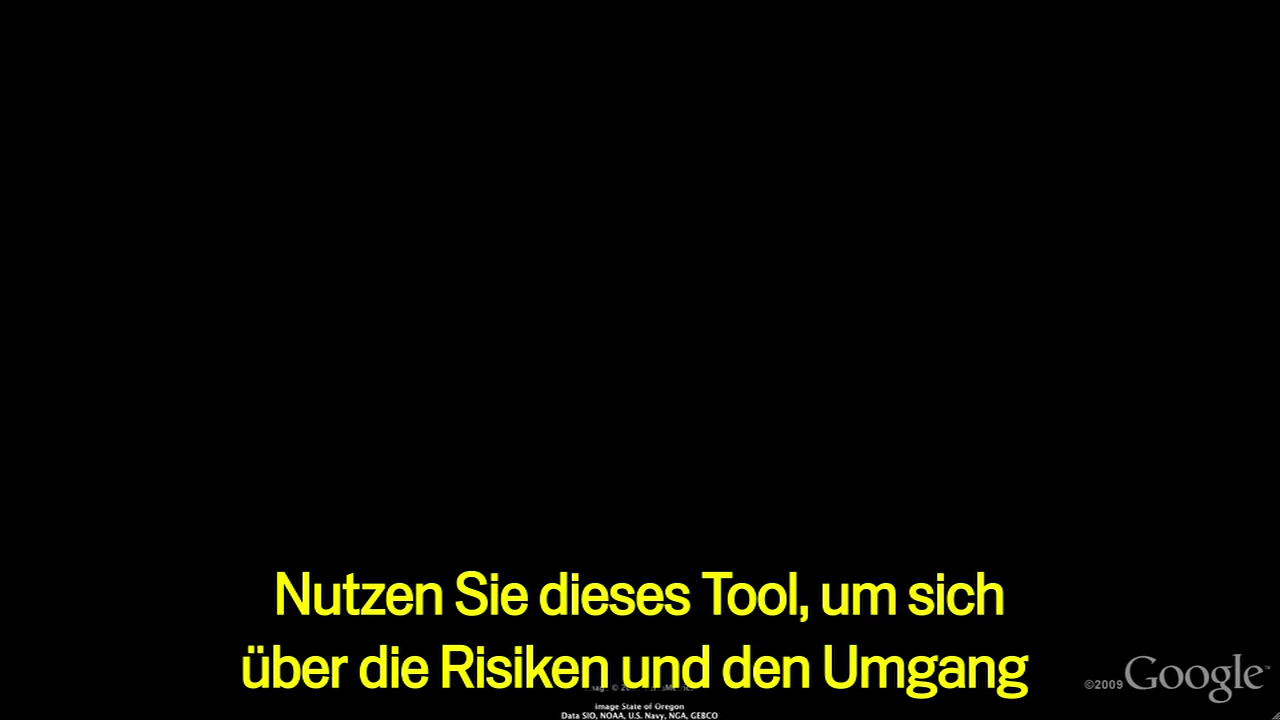 Nutzen Sie dieses Tool, um sich
über die Risiken und den Umgang
©2009 Google™
Image State of Oregon
Data SIO, NOAA, U.S. Navy, NGA, GEBCO